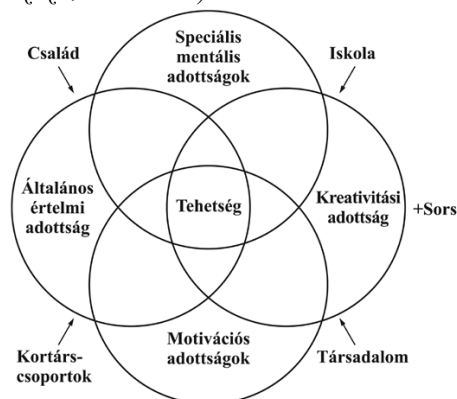 Speciális
mentális
adottságok
Család
Iskola
Általános
értelmi
adottság
Tehetség
Kreativitási
adottság
+Sors
Motivációs
adottságok
Kortárs-
csoportok
Társadalom